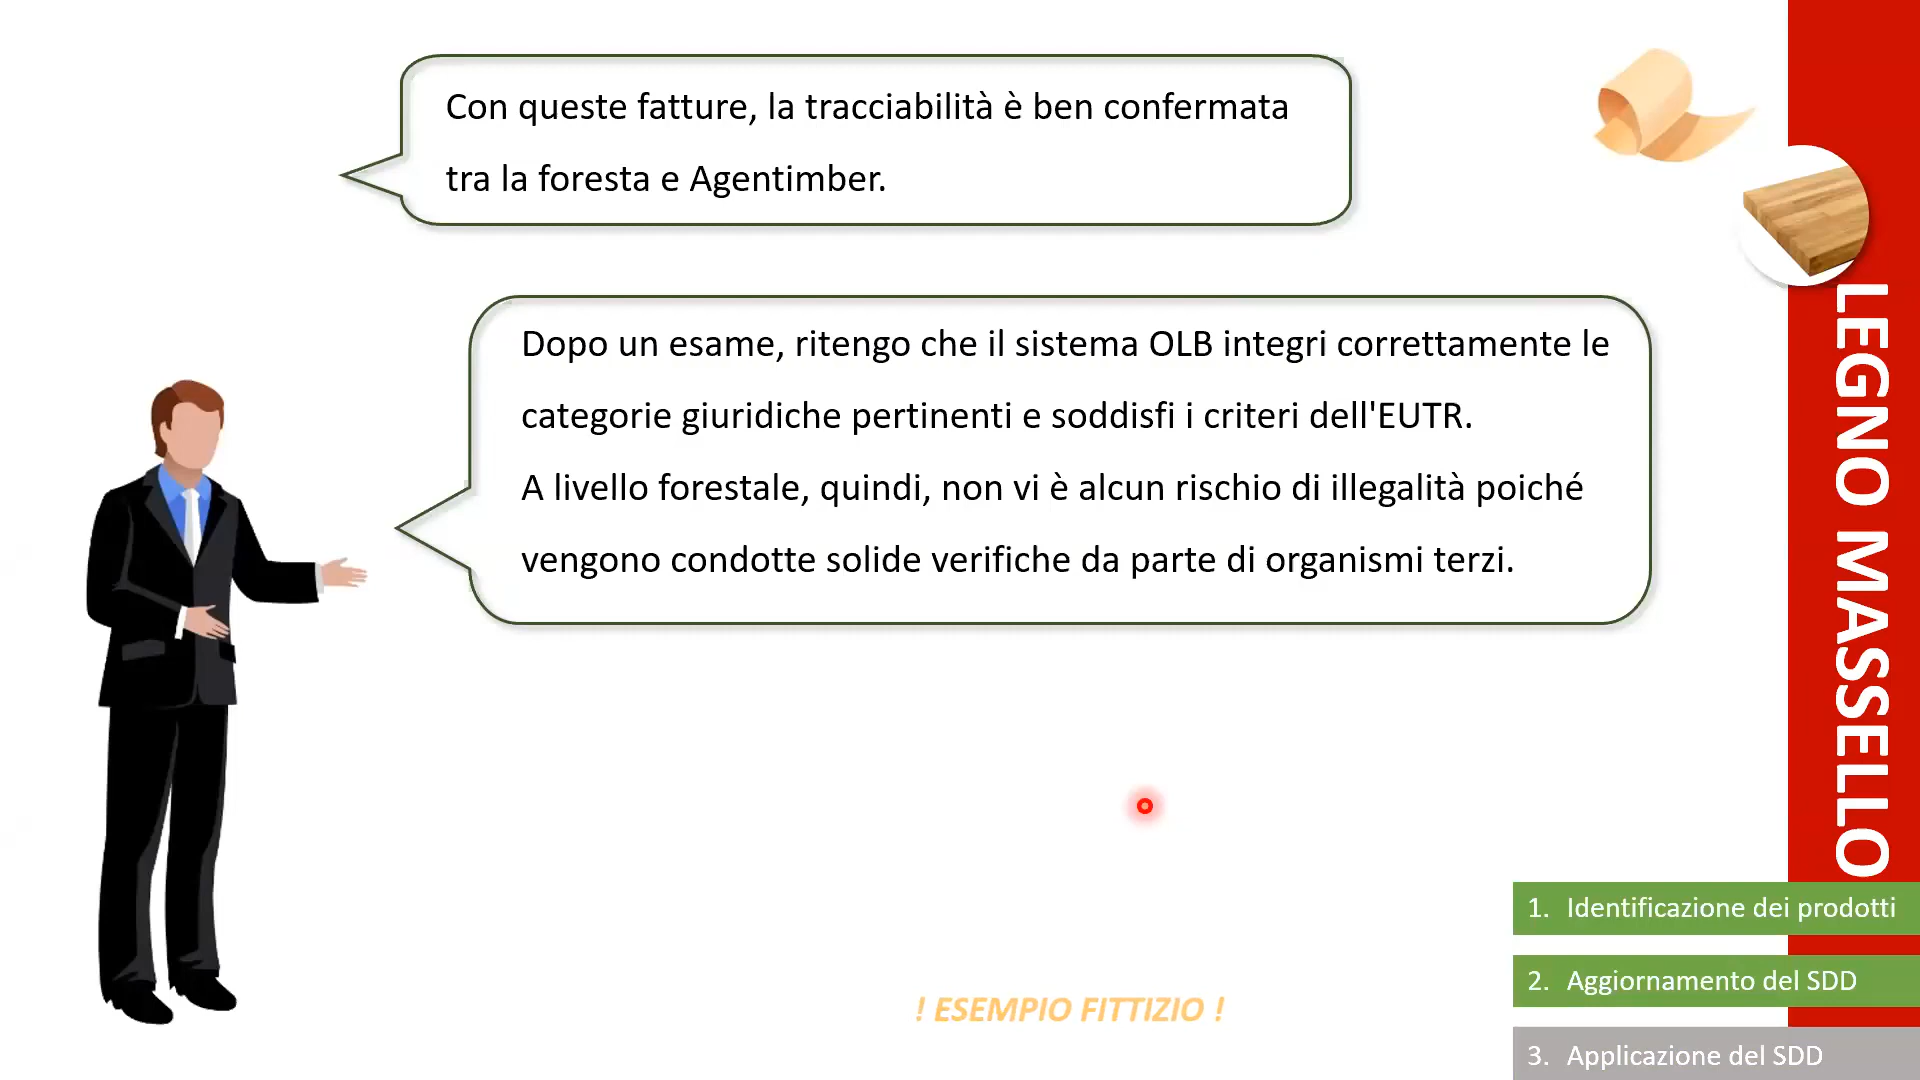 Con queste fatture, la tracciabilità è ben confermata
tra la foresta e Agentimber.
Dopo un esame, ritengo che il sistema OLB integri correttamente le
categorie giuridiche pertinenti e soddisfi i criteri dell'EUTR.
A livello forestale, quindi, non vi è alcun rischio di illegalità poiché
vengono condotte solide verifiche da parte di organismi terzi.
LEGNO MASSELLO
1. Identificazione dei prodotti
2. Aggiornamento del SDD
3. Applicazione del SDD
! ESEMPIO FITTIZIO !